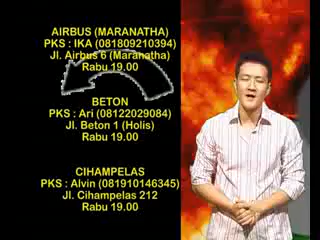 AIRBUS (MARANATHA)
PKS : IKA (081809210394)
Jl. Airbus 6 (Maranatha)
Rabu 19.00
BETON
PKS : Ari (08122029084)
Jl. Beton 1 (Holis)
Rabu 19.00
CIHAMPELAS
PKS : Alvin (081910146345)
Jl. Cihampelas 212
Rabu 19.00